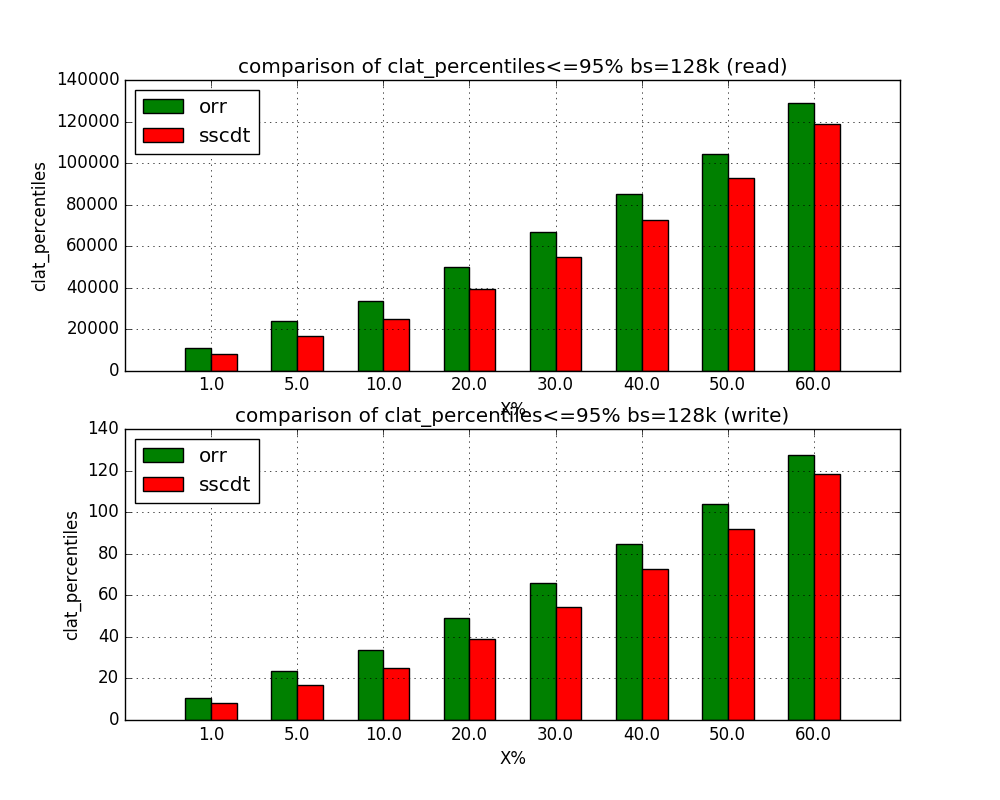 comparison of clat_percentiles<=95% bs=128k (read)
140000
120000
100000
80000
60000
40000
20000
0
clat_percentiles
orr
sscdt
1.0 5.0 10.0 20.0 30.0 40.0 50.0 60.0
X%
comparison of clat_percentiles<=95% bs=128k (write)
140
120
100
80
60
40
20
0
clat_percentiles
orr
sscdt
1.0 5.0 10.0 20.0 30.0 40.0 50.0 60.0
X%